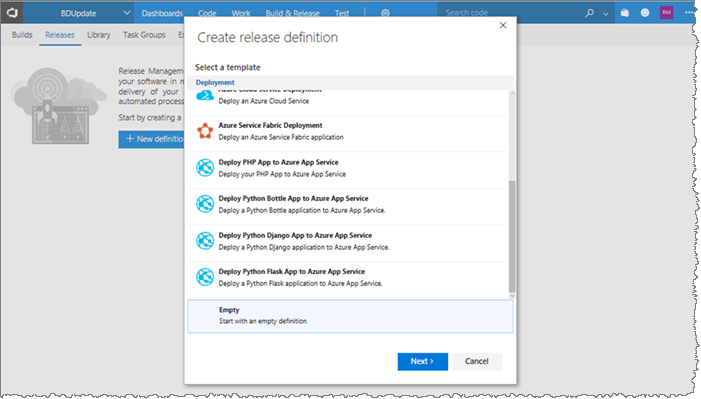 BDUpdate
Dashboards
Code
Work
Build & Release
Test
Search code
RM
Builds
Releases
Library
Task Groups
Release Manageme
your software in m
delivery of your
automated process
Start by creating a
+ New definition
Create release definition
Select a template
Deployment
Azure Cloud Service Deployment
Deploy an Azure Cloud Service
Azure Service Fabric Deployment
Deploy an Azure Service Fabric application
Deploy PHP App to Azure App Service
Deploy your PHP App to Azure App Service
Deploy Python Bottle App to Azure App Service
Deploy a Python Bottle application to Azure App Service.
Deploy Python Django App to Azure App Service
Deploy a Python Django application to Azure App Service.
Deploy Python Flask App to Azure App Service
Deploy a Python Flask application to Azure App Service.
Empty
Start with an empty definition
Next >
Cancel